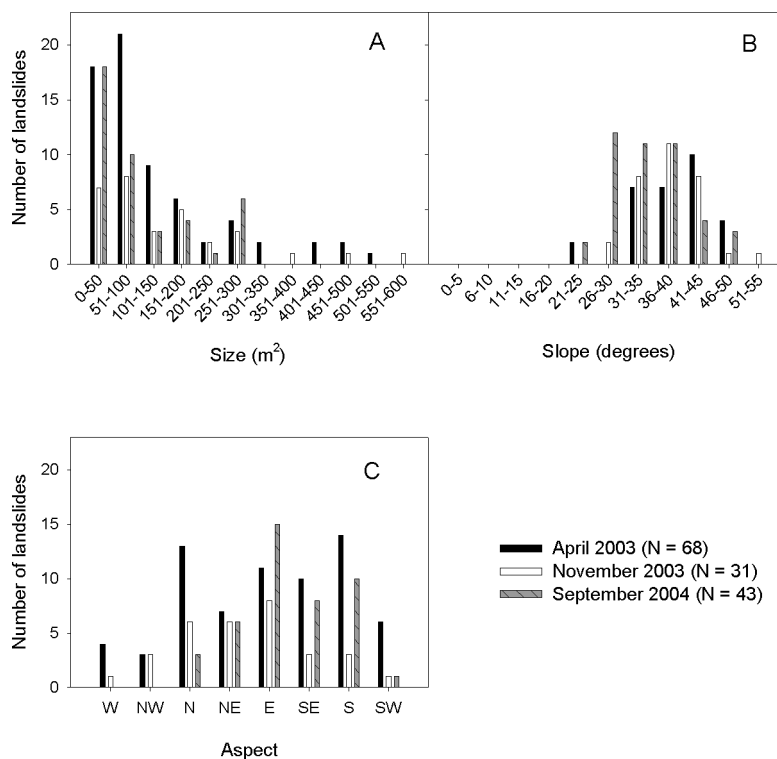 A
B
Number of landslides
20
15
10
5
0
0-50
51-100
101-150
151-200
201-250
251-300
301-350
351-400
401-450
451-500
501-550
551-600
0-5
6-10
11-15
16-20
21-25
26-30
31-35
36-40
41-45
46-50
51-55
Size (m²)
Slope (degrees)
C
Number of landslides
20
15
10
5
0
W NW N NE E SE S SW
Aspect
April 2003 (N = 68)
November 2003 (N = 31)
September 2004 (N = 43)